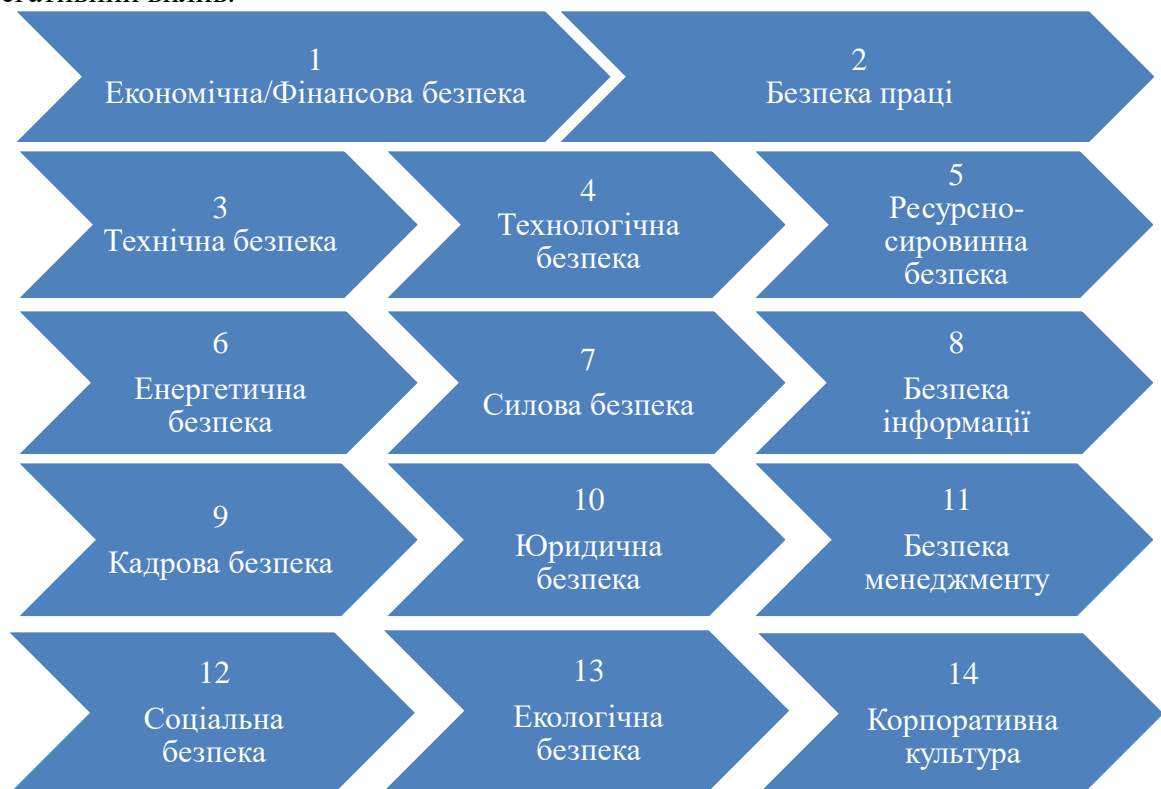 1
Економічна/Фінансова безпека
2
Безпека праці
3
Технічна безпека
4
Технологічна
безпека
5
Ресурсно-
сировинна
безпека
6
Енергетична
безпека
7
Силова безпека
8
Безпека
інформації
9
Кадрова безпека
10
Юридична
безпека
11
Безпека
менеджменту
12
Соціальна
безпека
13
Екологічна
безпека
14
Корпоративна
культура